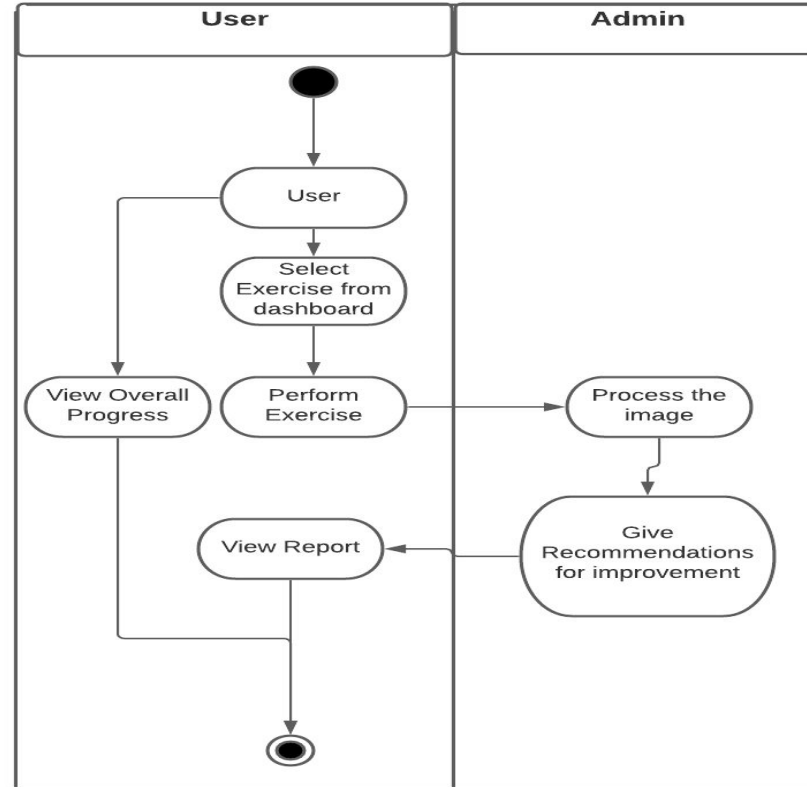 User
Admin
User
Select
Exercise from
dashboard
View Overall
Progress
Perform
Exercise
Process the
image
View Report
Give
Recommendations
for improvement